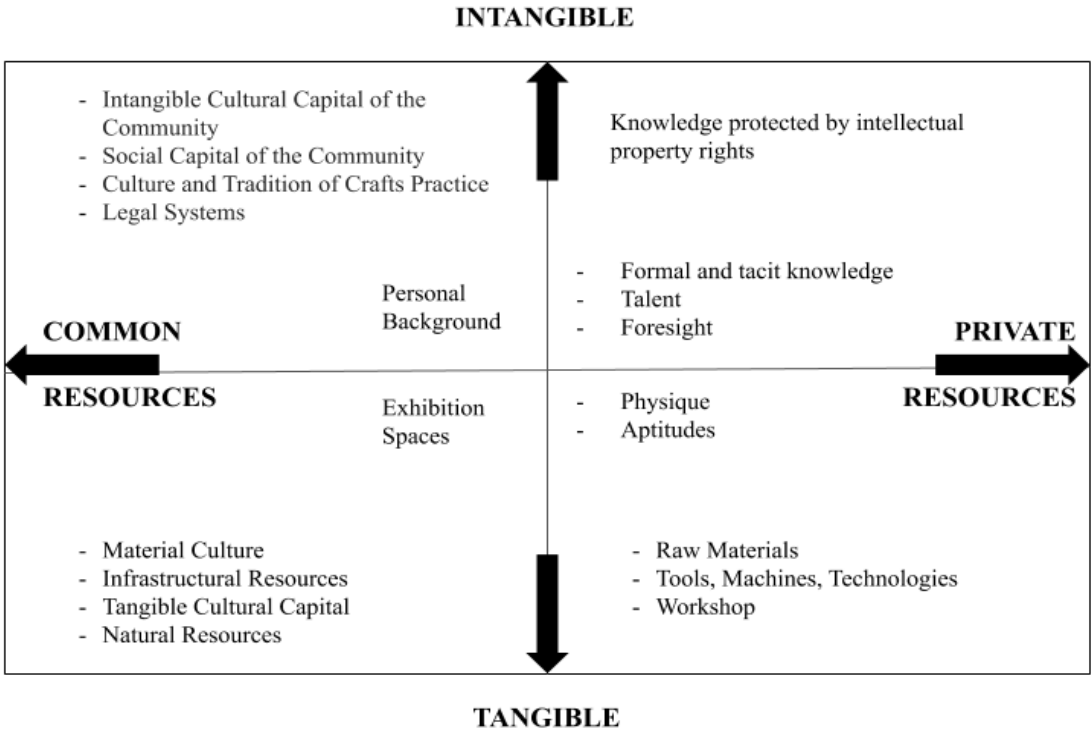 INTANGIBLE
- Intangible Cultural Capital of the
Community
- Social Capital of the Community
- Culture and Tradition of Crafts Practice
- Legal Systems
Knowledge protected by intellectual
property rights
Personal
Background
- Formal and tacit knowledge
- Talent
- Foresight
COMMON
RESOURCES
PRIVATE
RESOURCES
Exhibition
Spaces
- Physique
- Aptitudes
- Material Culture
- Infrastructural Resources
- Tangible Cultural Capital
- Natural Resources
- Raw Materials
- Tools, Machines, Technologies
- Workshop
TANGIBLE